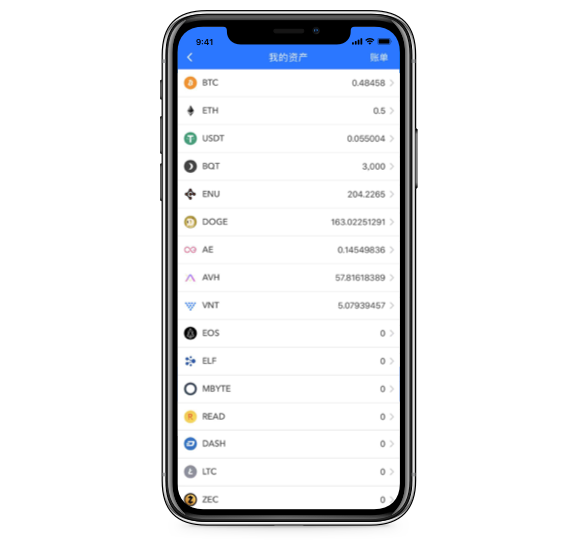 9:41
我的资产 账单
BTC 0.48458
ETH 0.5
USDT 0.055004
BQT 3,000
ENU 204.2265
DOGE 163.02251291
AE 0.14549836
AVH 57.81618389
VNT 5.07939457
EOS 0
ELF 0
MBYTE 0
READ 0
DASH 0
LTC 0
ZEC 0